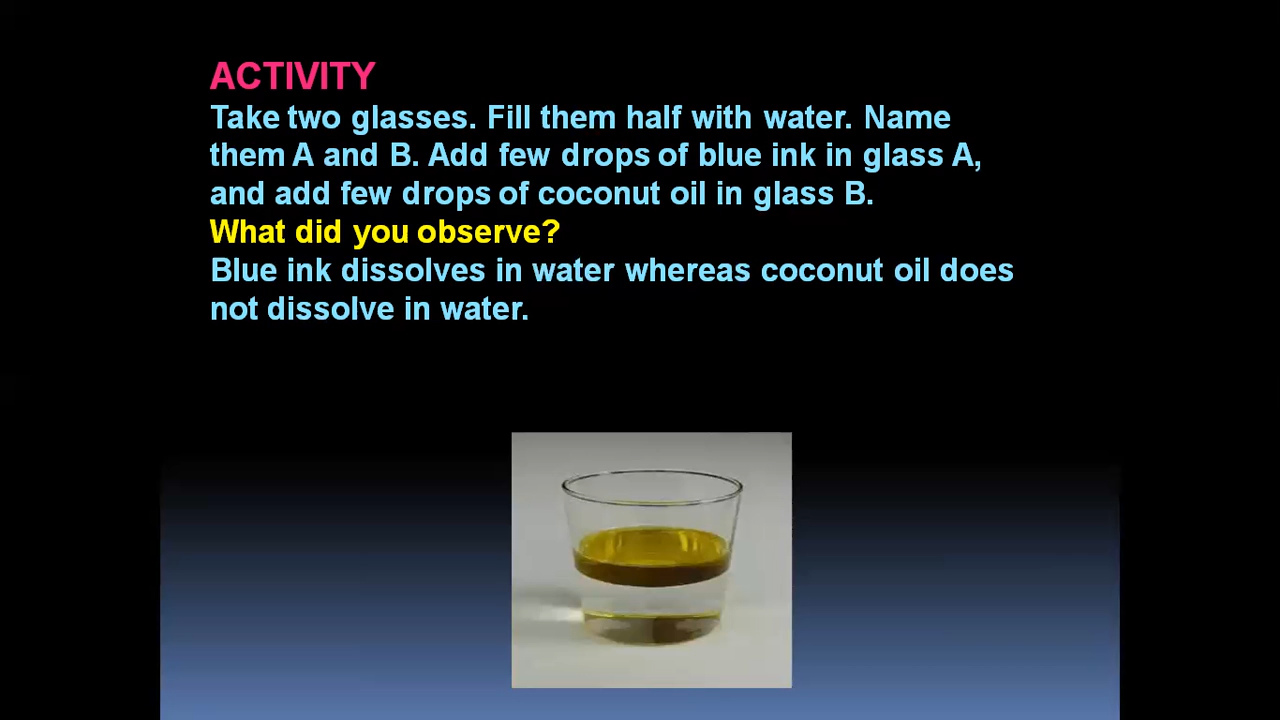 ACTIVITY
Take two glasses. Fill them half with water. Name
them A and B. Add few drops of blue ink in glass A,
and add few drops of coconut oil in glass B.
What did you observe?
Blue ink dissolves in water whereas coconut oil does
not dissolve in water.